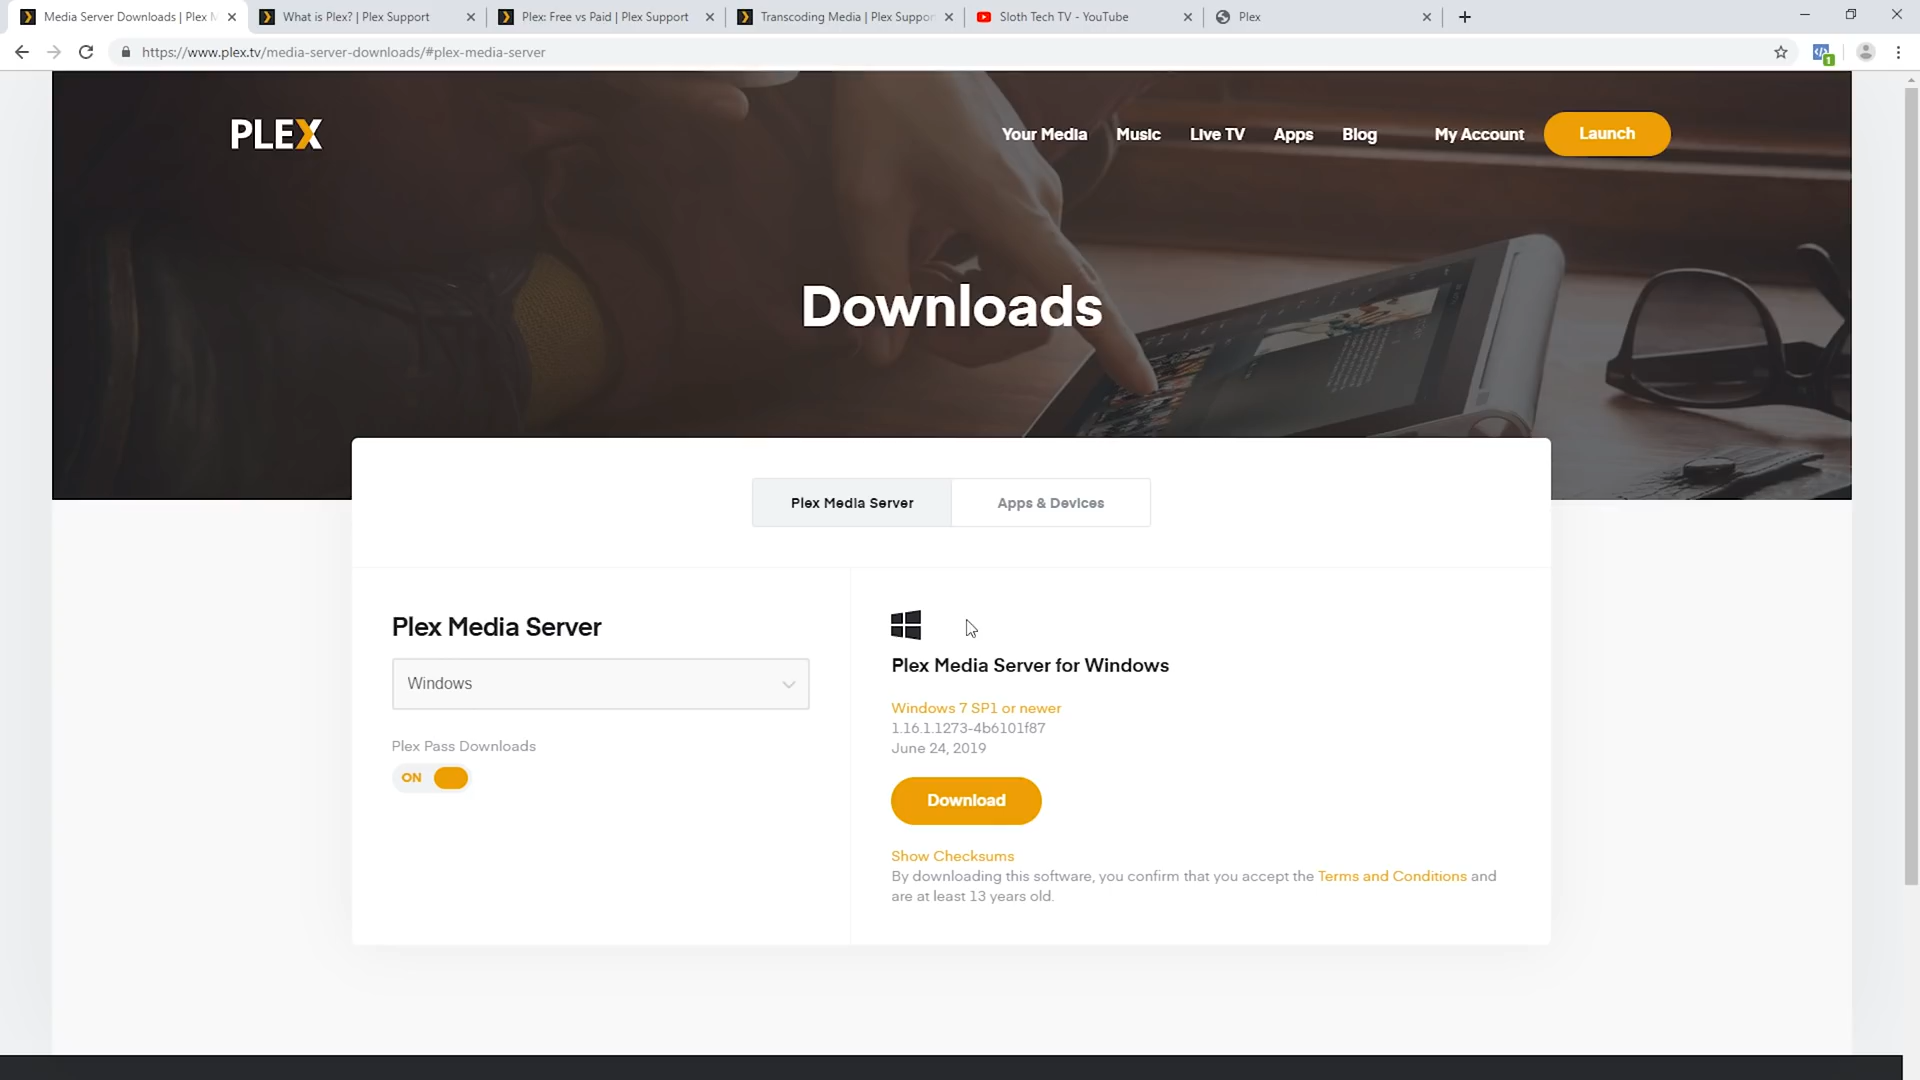 Media Server Downloads | Plex M
What is Plex? | Plex Support
Plex: Free vs Paid | Plex Support
Transcoding Media | Plex Suppor
Sloth Tech TV - YouTube
Plex
https://www.plex.tv/media-server-downloads/#plex-media-server
1
PLEX
Your Media
Music
Live TV
Apps
Blog
My Account
Launch
Downloads
Plex Media Server
Apps & Devices
Plex Media Server
Windows
Plex Pass Downloads
ON
Plex Media Server for Windows
Windows 7 SP1 or newer
1.16.1.1273-4b6101f87
June 24, 2019
Download
Show Checksums
By downloading this software, you confirm that you accept the Terms and Conditions and
are at least 13 years old.